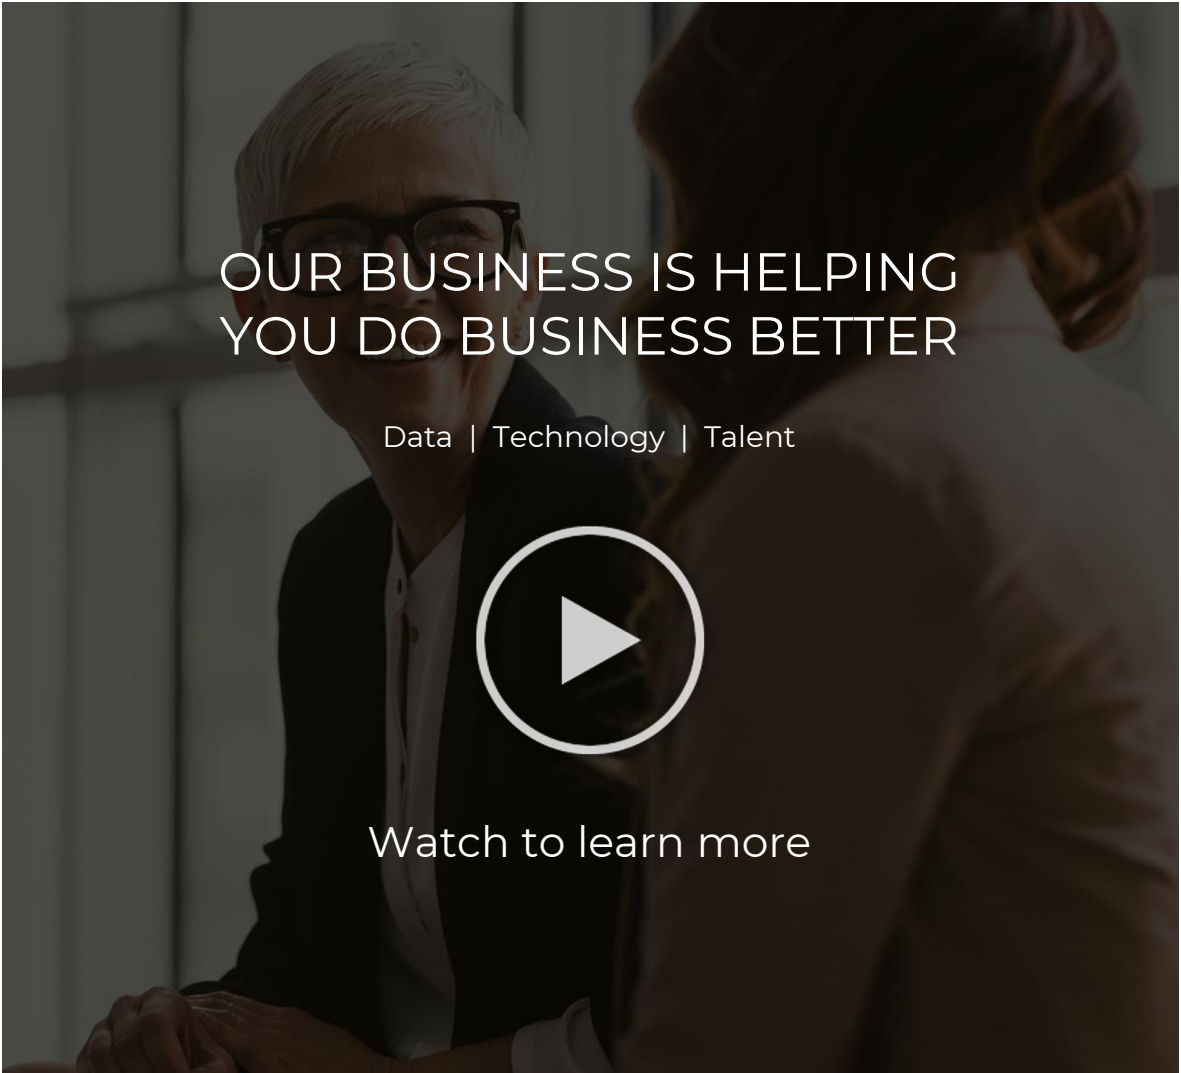 OUR BUSINESS IS HELPING
YOU DO BUSINESS BETTER
Data | Technology | Talent
Watch to learn more